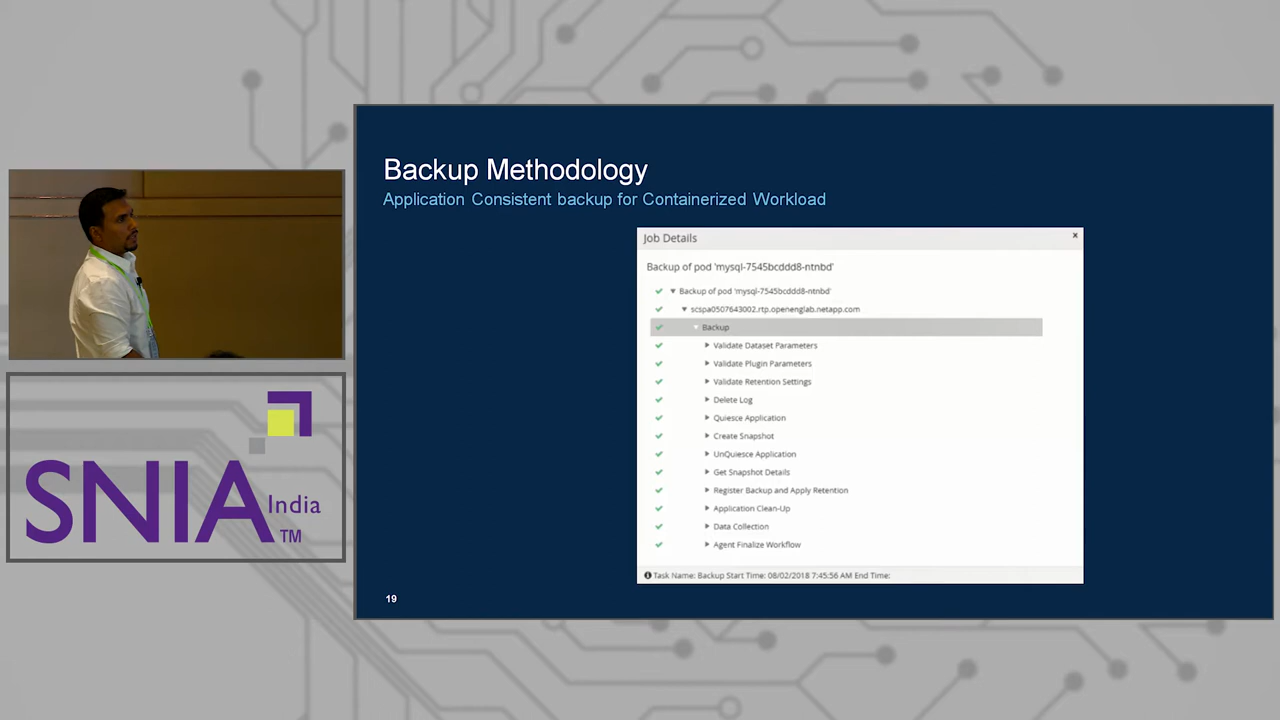 Backup Methodology
Application Consistent backup for Containerized Workload
Job Details
×
Backup of pod 'mysql-7545bcddd8-ntnbd'
Backup of pod 'mysql-7545bcddd8-ntnbd'
scspa0507643002.rtp.openenglab.netapp.com
Backup
Validate Dataset Parameters
Validate Plugin Parameters
Validate Retention Settings
Delete Log
Quiesce Application
Create Snapshot
UnQuiesce Application
Get Snapshot Details
Register Backup and Apply Retention
Application Clean-Up
Data Collection
Agent Finalize Workflow
Task Name: Backup Start Time: 08/02/2018 7:45:56 AM End Time:
19
SNIA India
TM